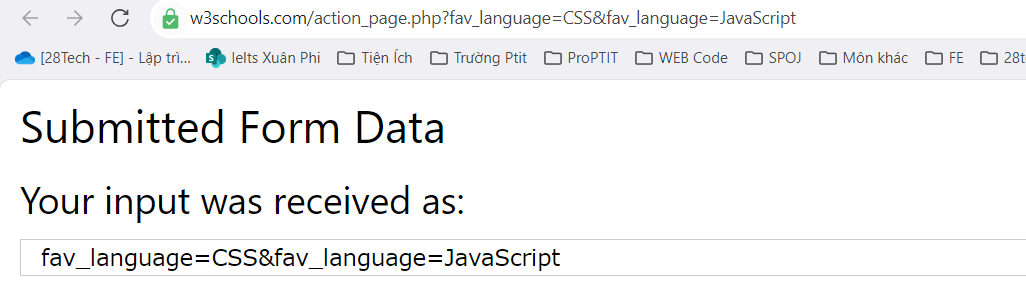 w3schools.com/action_page.php?fav_language=CSS&fav_language=JavaScript
[28Tech - FE] - Lập trì... Ielts Xuân Phi Tiện Ích Trường Ptit ProPTIT WEB Code SPOJ Môn khác FE 28t
Submitted Form Data
Your input was received as:
fav_language=CSS&fav_language=JavaScript